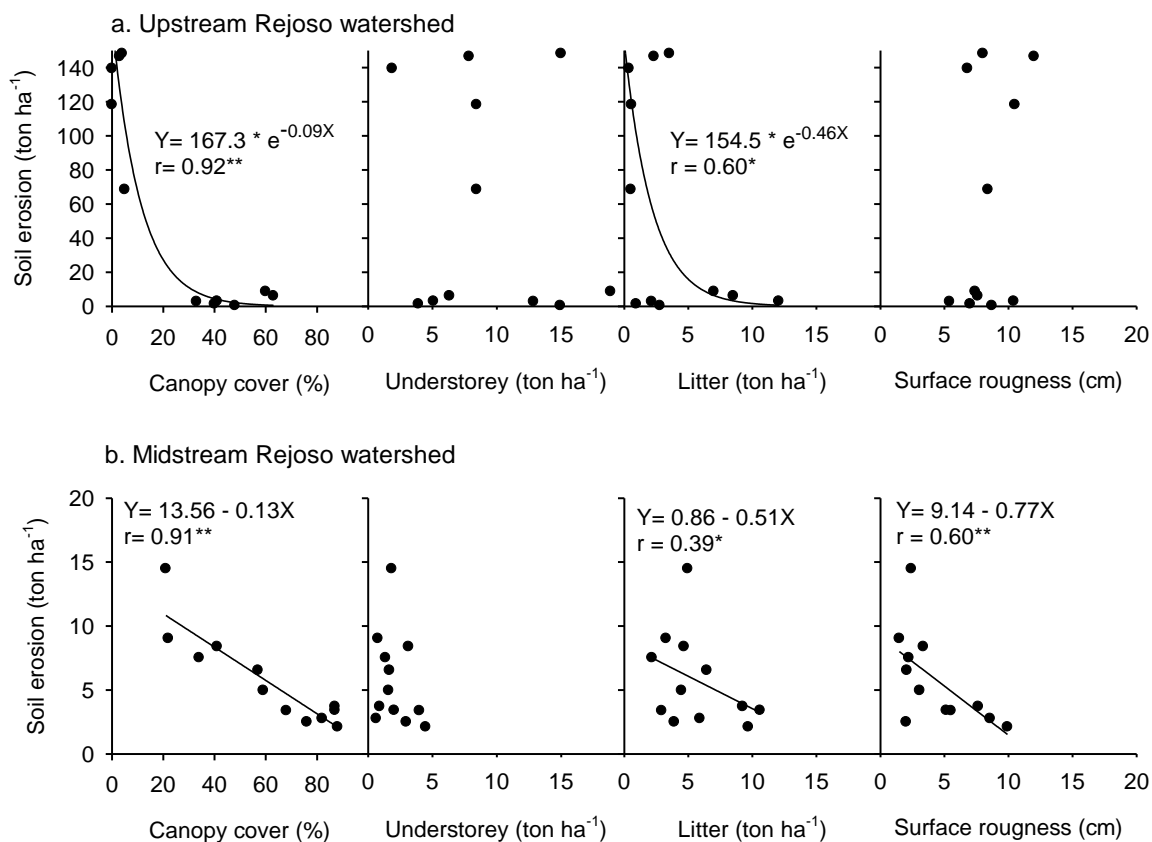 a. Upstream Rejoso watershed
Soil erosion (ton ha⁻¹)
140
120
100
80
60
40
20
0
Y= 167.3 * e⁻⁰·⁰⁹ˣ
r= 0.92**
Y= 154.5 * e⁻⁰·⁴⁶ˣ
r = 0.60*
0 20 40 60 80 0 5 10 15 0 5 10 15 0 5 10 15 20
Canopy cover (%) Understorey (ton ha⁻¹) Litter (ton ha⁻¹) Surface rougness (cm)
b. Midstream Rejoso watershed
Soil erosion (ton ha⁻¹)
20
15
10
5
0
Y= 13.56 - 0.13X
r= 0.91**
Y= 0.86 - 0.51X
r = 0.39*
Y= 9.14 - 0.77X
r = 0.60**
0 20 40 60 80 0 5 10 15 0 5 10 15 0 5 10 15 20
Canopy cover (%) Understorey (ton ha⁻¹) Litter (ton ha⁻¹) Surface rougness (cm)